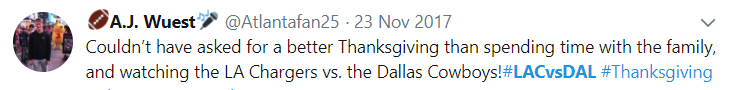 🏈A.J. Wuest🎤 @Atlantafan25 · 23 Nov 2017
Couldn't have asked for a better Thanksgiving than spending time with the family,
and watching the LA Chargers vs. the Dallas Cowboys!#LACvsDAL #Thanksgiving